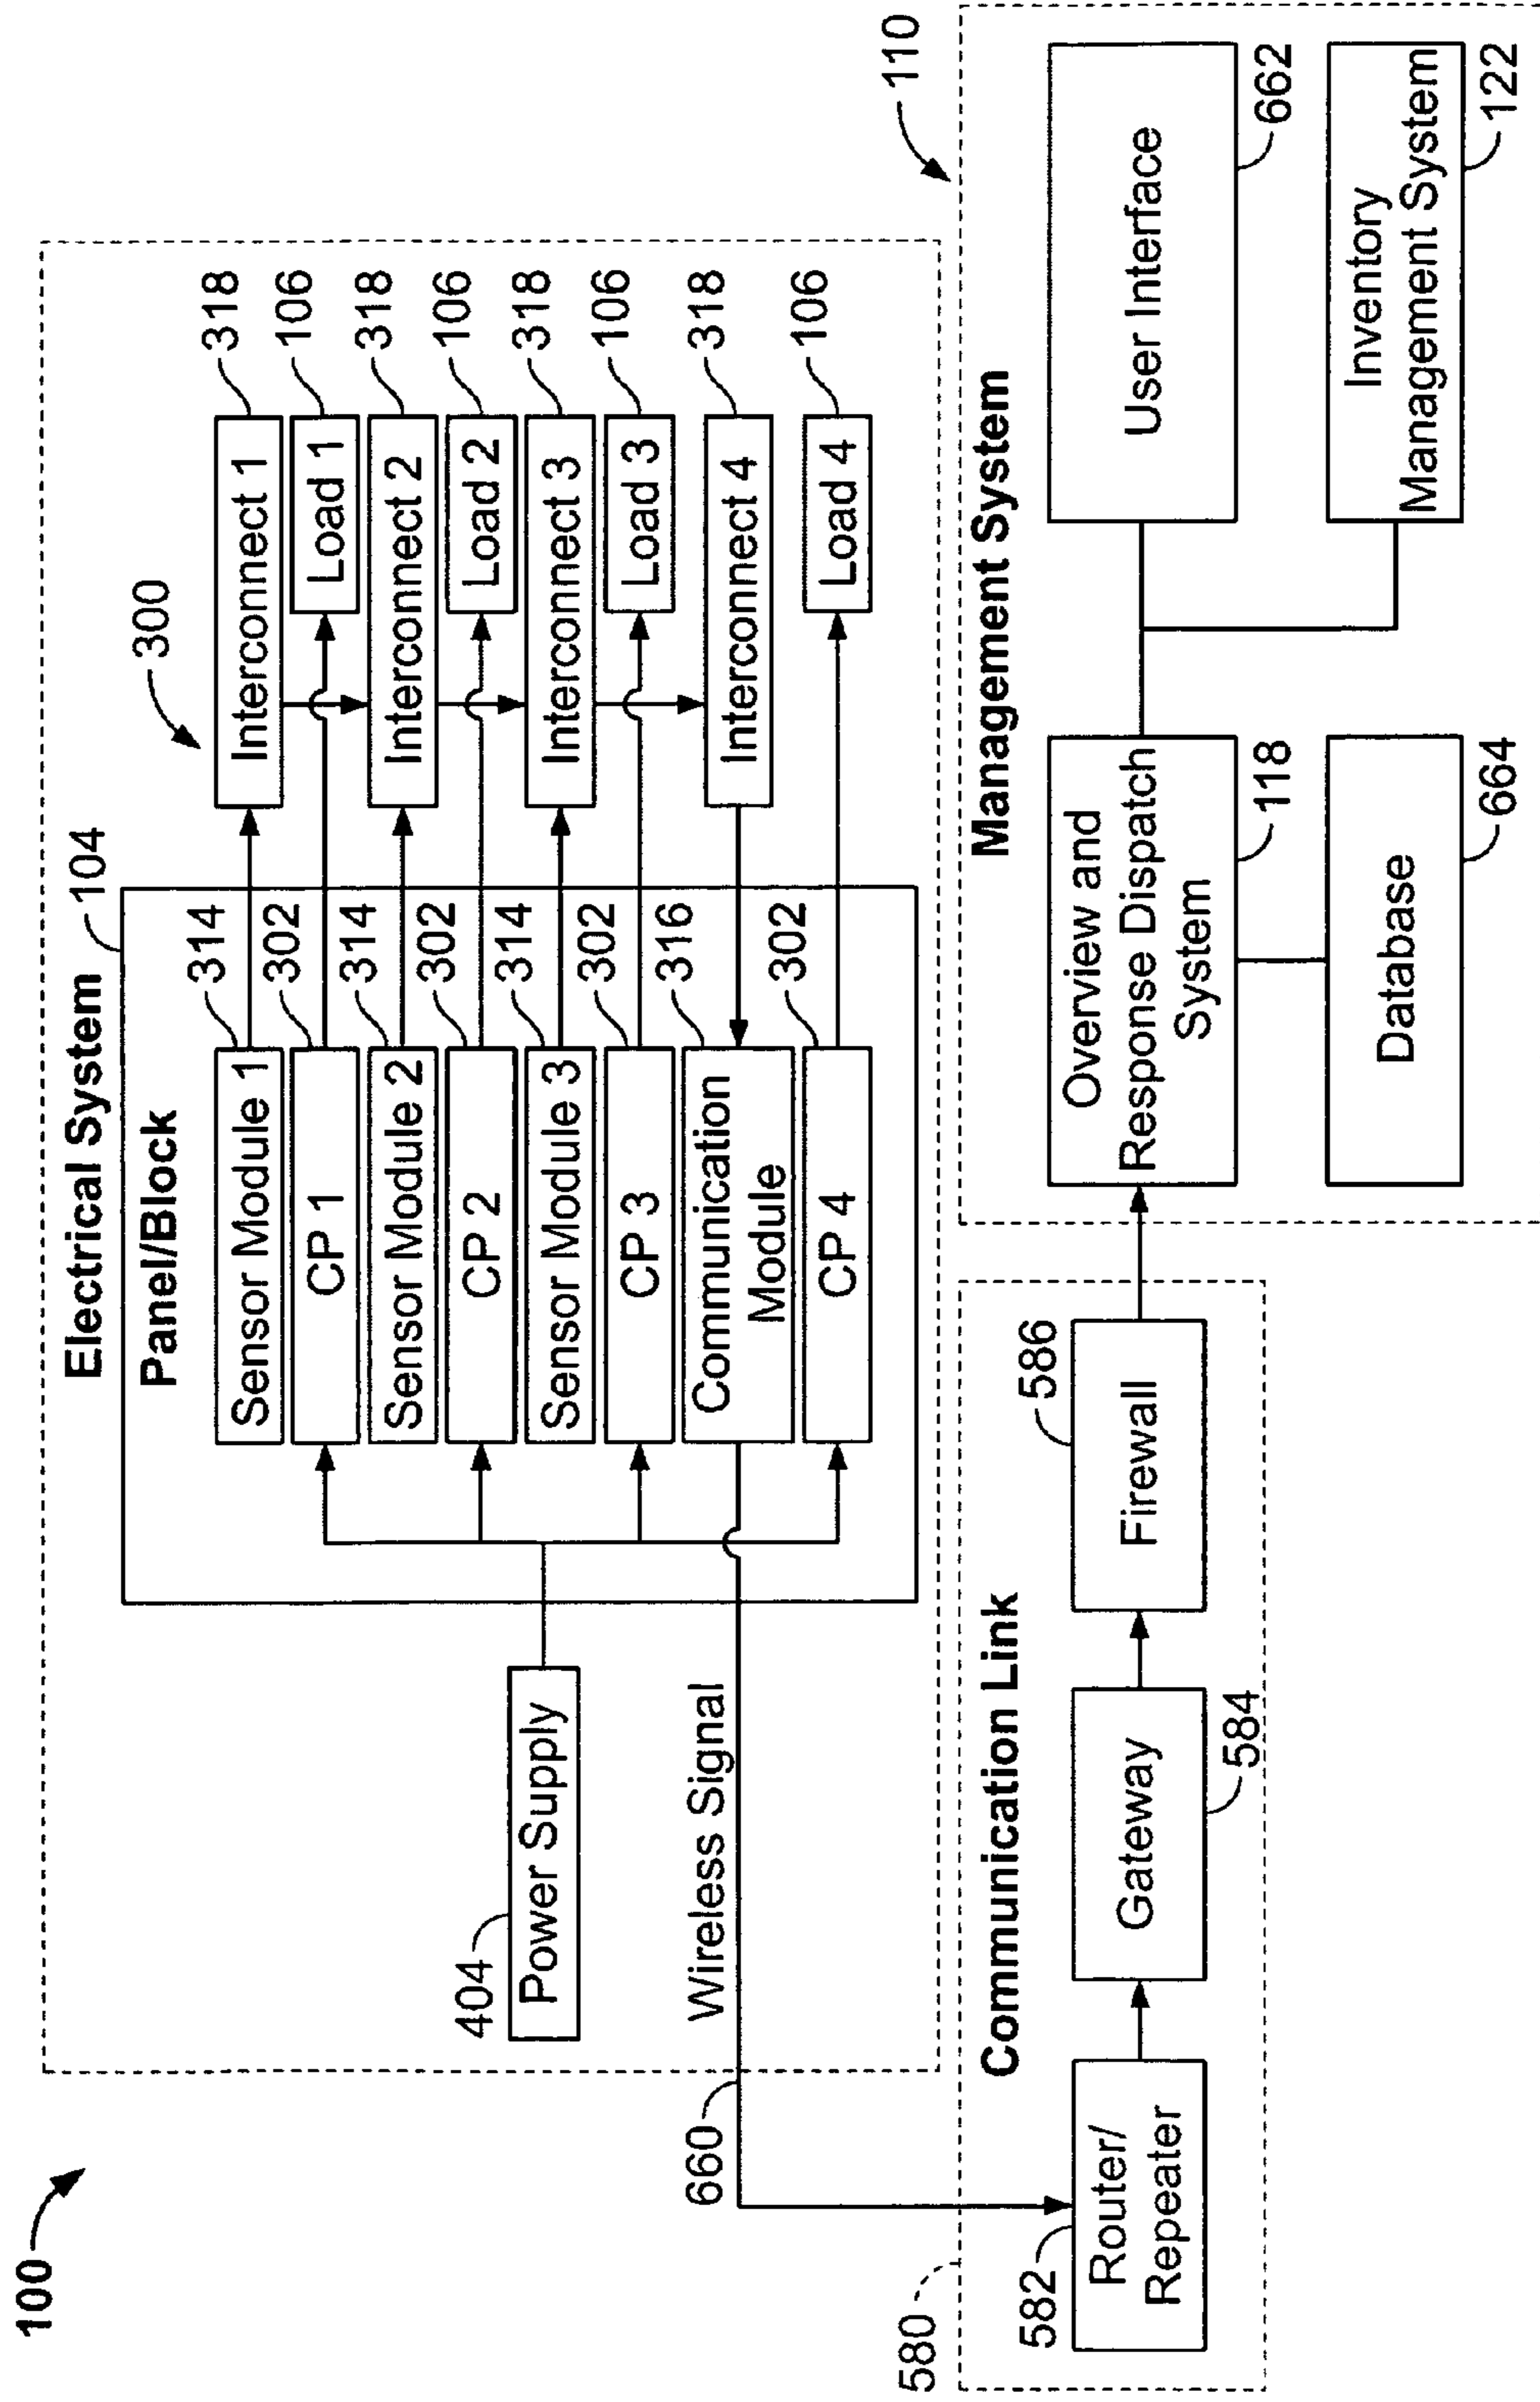 100
Electrical System
104
Panel/Block
300
Sensor Module 1
314
Interconnect 1
318
CP 1
302
Load 1
106
Sensor Module 2
314
Interconnect 2
318
CP 2
302
Load 2
106
Sensor Module 3
314
Interconnect 3
318
CP 3
302
Load 3
106
Communication
Module
316
Interconnect 4
318
CP 4
302
Load 4
106
404
Power Supply
Wireless Signal
660
580
Communication Link
582
Router/
Repeater
Gateway
584
Firewall
586
110
Management System
Overview and
Response Dispatch
System
118
Database
664
User Interface
662
Inventory
Management System
122